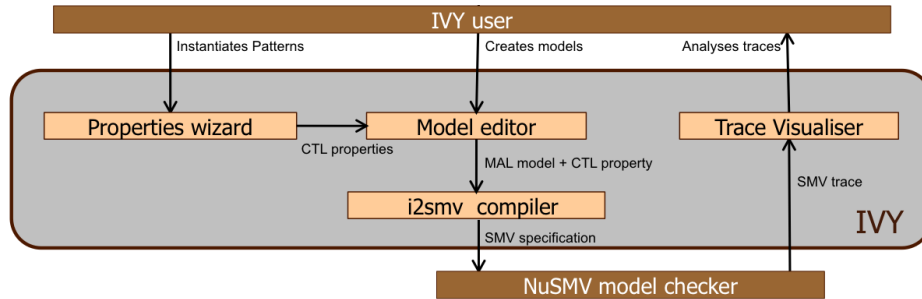 IVY user
Instantiates Patterns
Creates models
Analyses traces
Properties wizard
Model editor
Trace Visualiser
CTL properties
MAL model + CTL property
SMV trace
i2smv compiler
IVY
SMV specification
NuSMV model checker